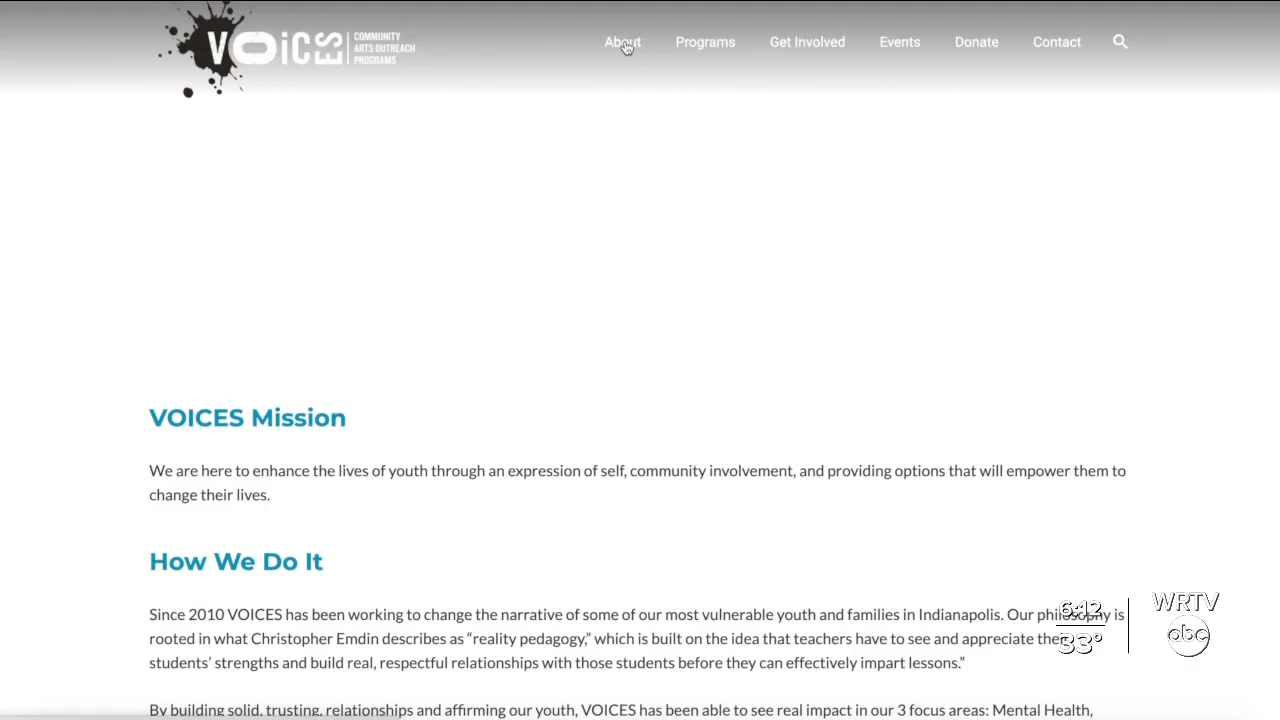 VOiCES COMMUNITY ARTS OUTREACH PROGRAMS
About Programs Get Involved Events Donate Contact
VOICES Mission
We are here to enhance the lives of youth through an expression of self, community involvement, and providing options that will empower them to
change their lives.
How We Do It
Since 2010 VOICES has been working to change the narrative of some of our most vulnerable youth and families in Indianapolis. Our philosophy is
rooted in what Christopher Emdin describes as “reality pedagogy,” which is built on the idea that teachers have to see and appreciate
students’ strengths and build real, respectful relationships with those students before they can effectively impart lessons.”
By building solid, trusting, relationships and affirming our youth, VOICES has been able to see real impact in our 3 focus areas: Mental Health,
6:12
33°
WRTV
abc